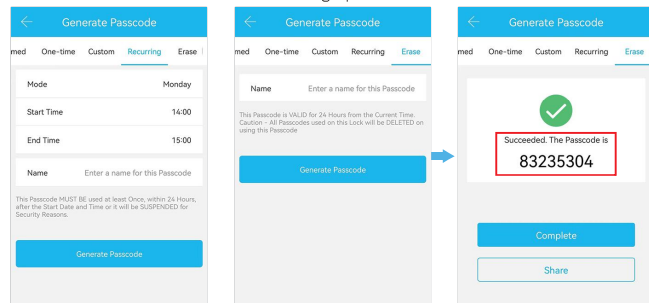 Generate Passcode
med One-time Custom Recurring Erase
Mode Monday
Start Time 14:00
End Time 15:00
Name Enter a name for this Passcode
This Passcode MUST BE used at least Once, within 24 Hours,
after the Start Date and Time or it will be SUSPENDED for
Security Reasons.
Generate Passcode
Generate Passcode
med One-time Custom Recurring Erase
Name Enter a name for this Passcode
This Passcode is VALID for 24 Hours from the Current Time.
Caution - All Passcodes used on this Lock will be DELETED on
using this Passcode
Generate Passcode
Generate Passcode
med One-time Custom Recurring Erase
Succeeded. The Passcode is
83235304
Complete
Share